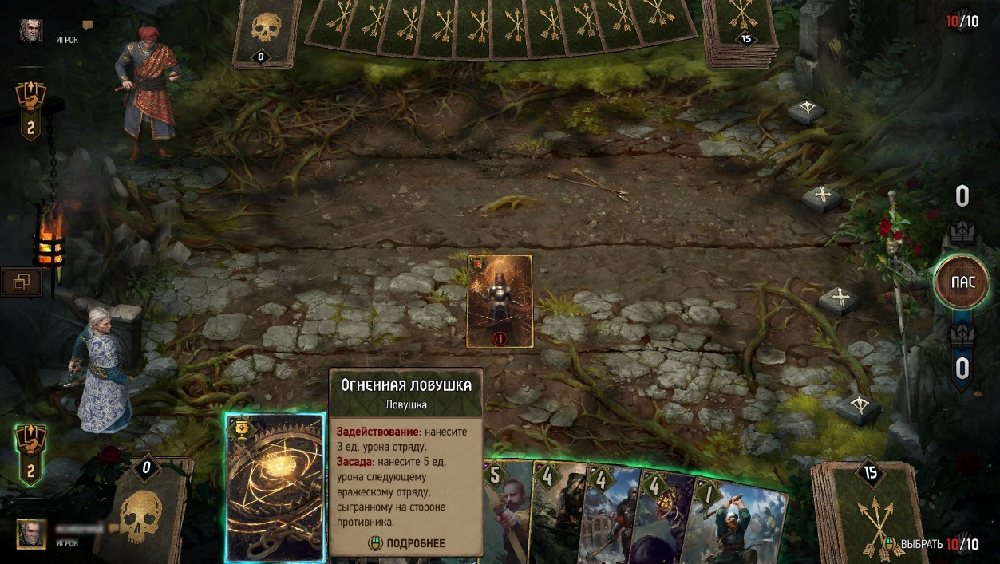 ИГРОК
0
15
10/10
2
0
ПАС
0
Огненная ловушка
Ловушка
Задействование: нанесите
3 ед. урона отряду.
Засада: нанесите 5 ед.
урона следующему
вражескому отряду,
сыгранному на стороне
противника.
ПОДРОБНЕЕ
1
5
4
4
4
1
2
0
15
ИГРОК
ВЫБРАТЬ 10/10